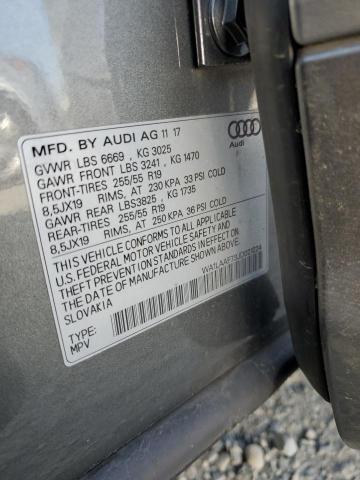 MFD. BY AUDI AG 11 17
GVWR LBS 6669 , KG 3025
GAWR FRONT LBS 3241 , KG 1470
FRONT-TIRES 255/55 R19
8,5JX19 RIMS, AT 230 KPA 33 PSI COLD
GAWR REAR LBS3825 , KG 1735
REAR-TIRES 255/55 R19
8,5JX19 RIMS, AT 250 KPA 36 PSI COLD
THIS VEHICLE CONFORMS TO ALL APPLICABLE
U.S. FEDERAL MOTOR VEHICLE SAFETY AND
THEFT PREVENTION STANDARDS IN EFFECT ON
THE DATE OF MANUFACTURE SHOWN ABOVE.
SLOVAKIA
TYPE:
MPV
Audi